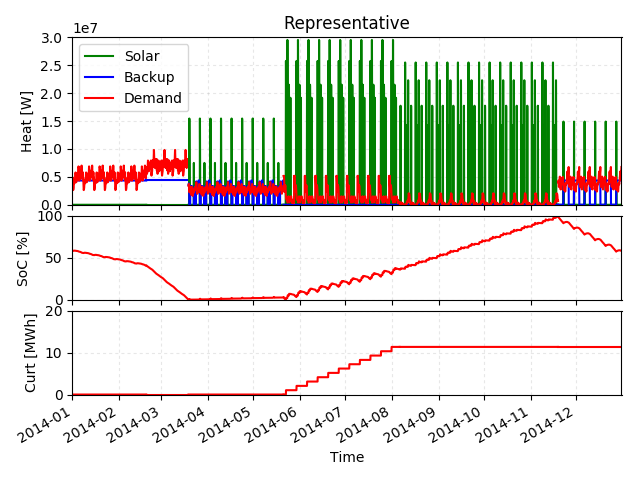 Representative
1e7
3.0
2.5
2.0
1.5
1.0
0.5
0.0
Heat [W]
Solar
Backup
Demand
100
50
0
SoC [%]
20
10
0
Curt [MWh]
2014-01
2014-02
2014-03
2014-04
2014-05
2014-06
2014-07
2014-08
2014-09
2014-10
2014-11
2014-12
Time